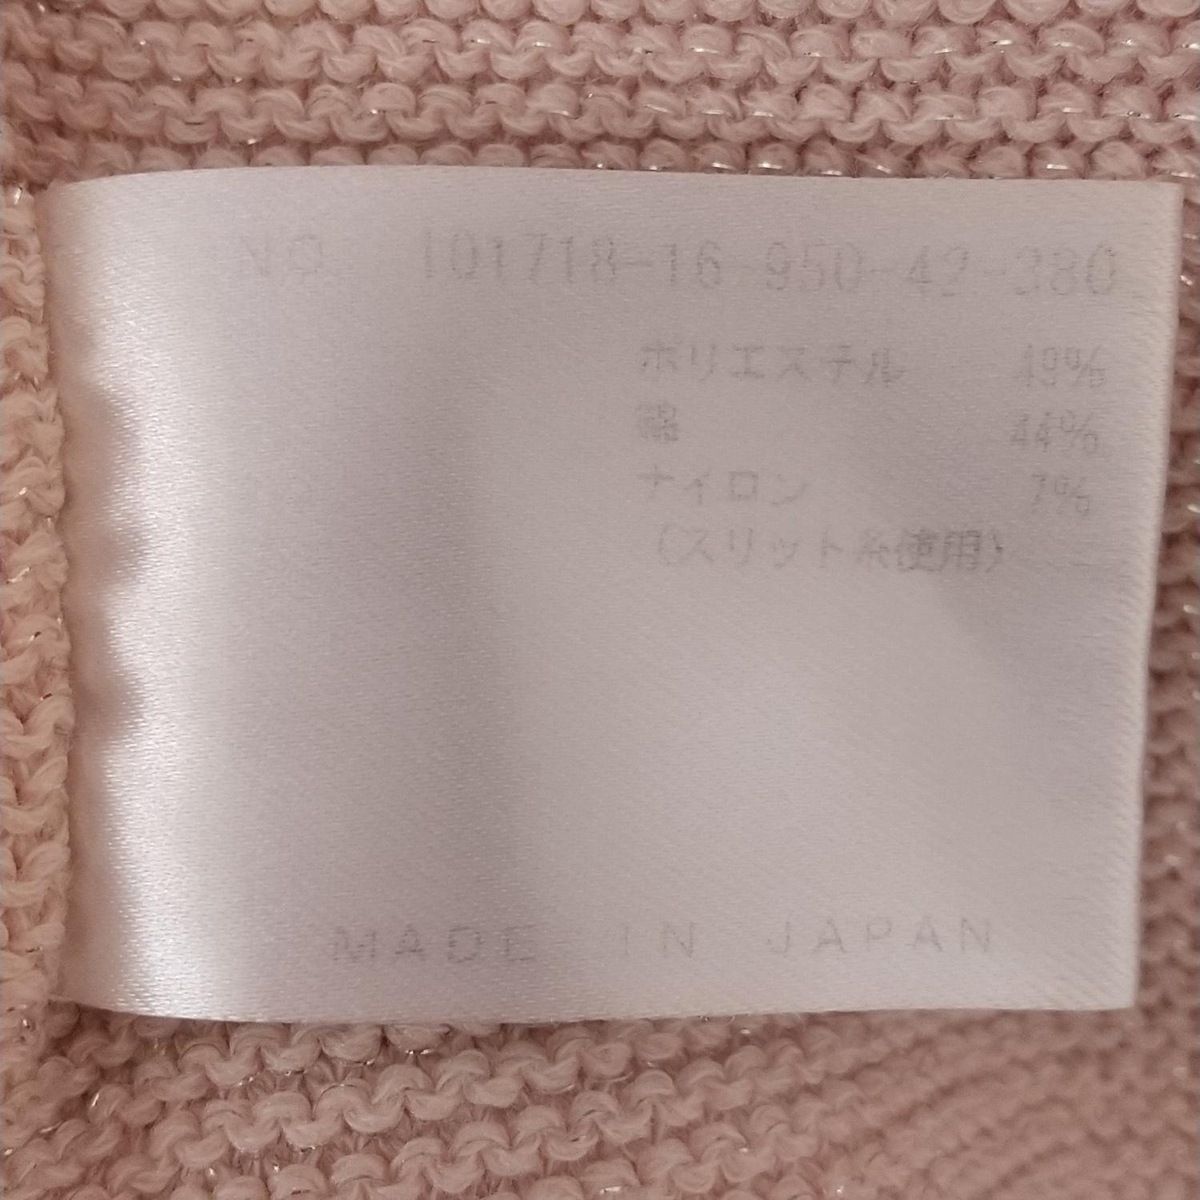 NO. 101718-16-950-42-380
ポリエステル 49%
綿 44%
ナイロン 7%
(スリット糸使用)
MADE IN JAPAN